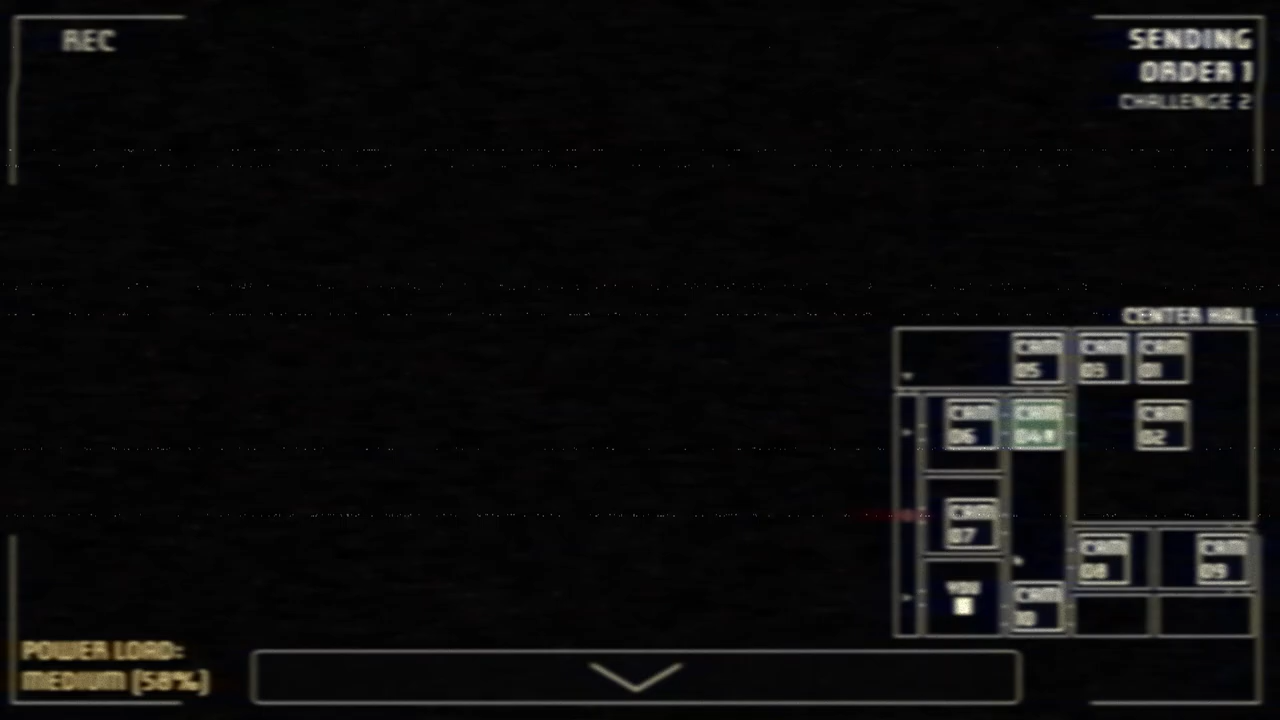 REC
SENDING
ORDER 1
CHALLENGE 2
CENTER HALL
CAM 05
CAM 03
CAM 01
CAM 06
CAM 04
CAM 02
CAM 07
CAM 08
CAM 09
YOU
CAM 10
POWER LOAD:
MEDIUM (58%)